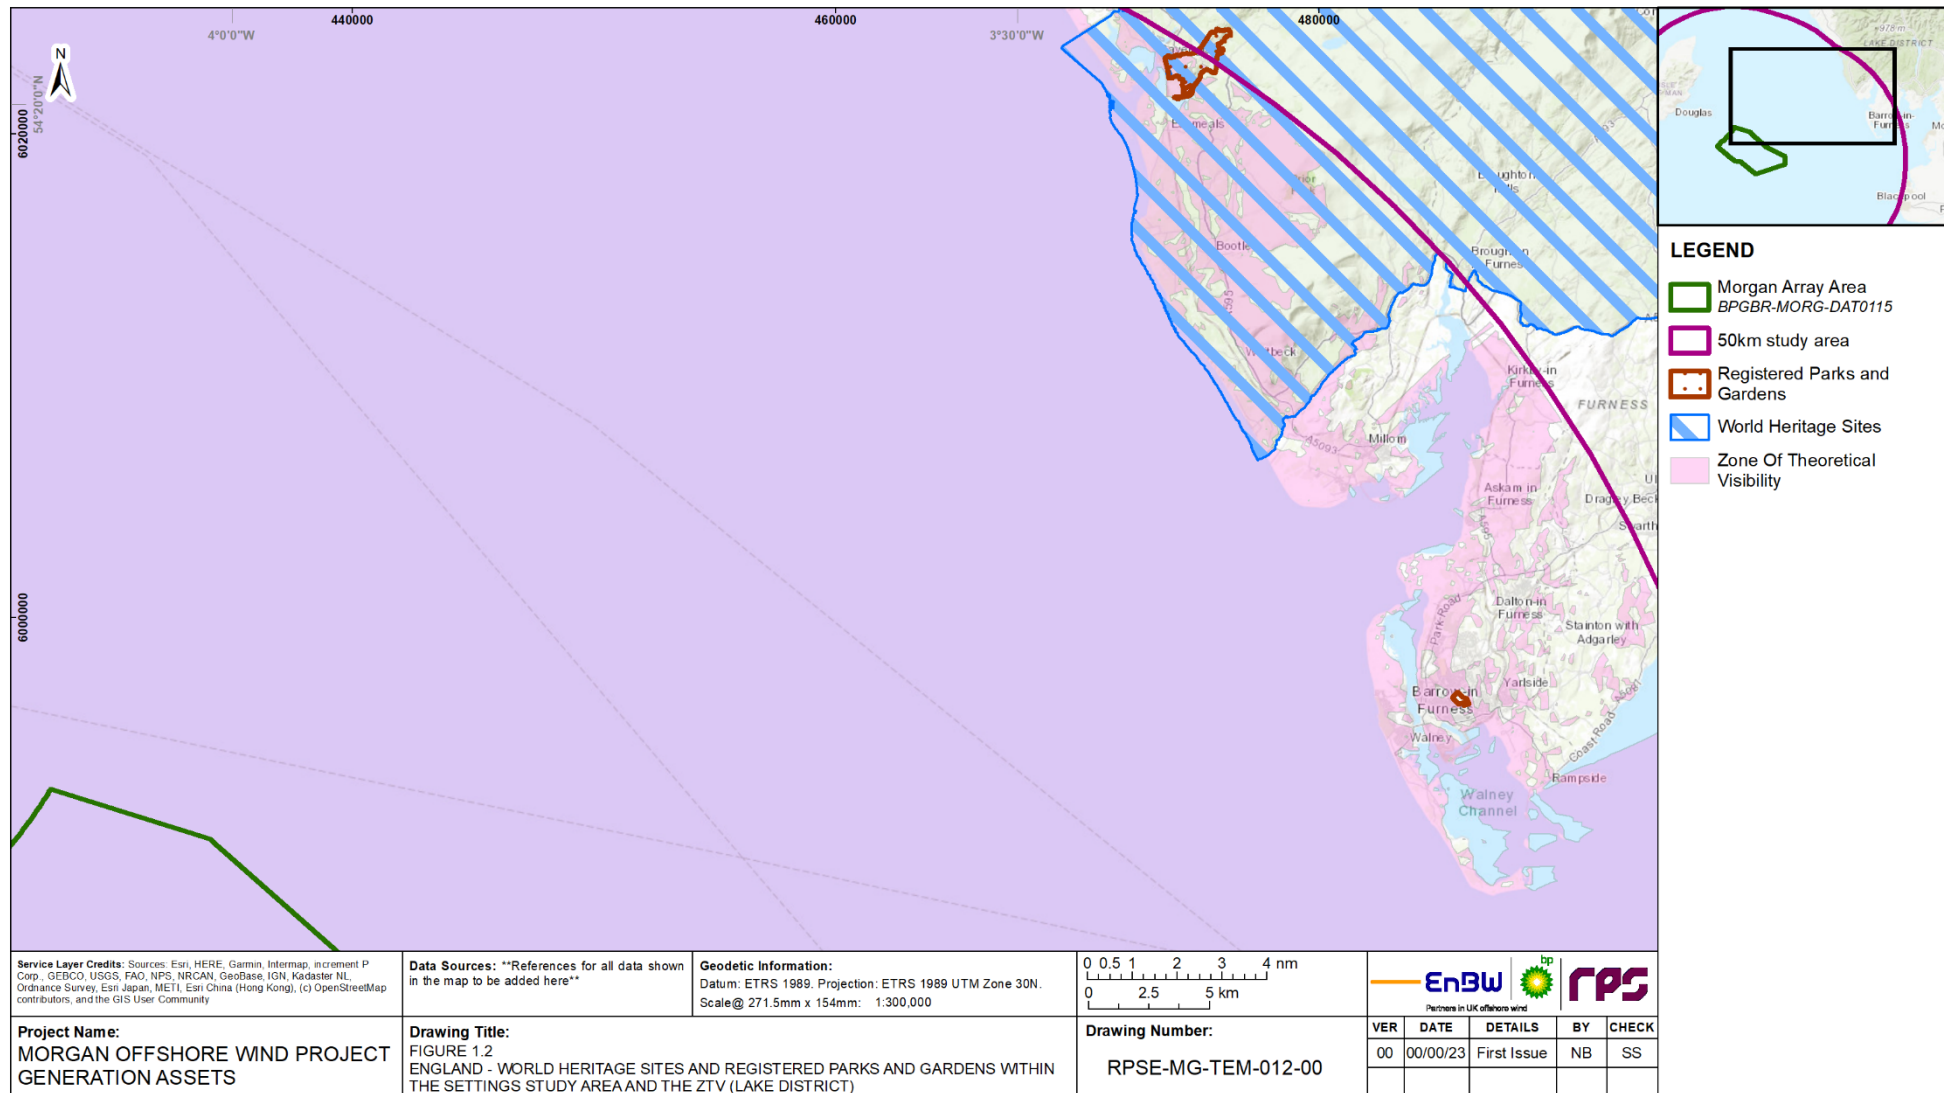 440000
460000
480000
4°0'0"W
3°30'0"W
N
54°20'0"N
6020000
6000000
Bootle
A595
Millom
A5093
Kirkby-in
Furness
FURNESS
Askam in
Furness
A595
Dalton-in
Furness
Park Road
Stainton with
Adgarley
Yarlside
Barrow-in
Furness
Walney
Coast Road
A5087
Rampside
Walney
Channel
LAKE DISTRICT
Douglas
LEGEND
Morgan Array Area
BPGBR-MORG-DAT0115
50km study area
Registered Parks and
Gardens
World Heritage Sites
Zone Of Theoretical
Visibility
Service Layer Credits: Sources: Esri, HERE, Garmin, Intermap, increment P
Corp., GEBCO, USGS, FAO, NPS, NRCAN, GeoBase, IGN, Kadaster NL,
Ordnance Survey, Esri Japan, METI, Esri China (Hong Kong), (c) OpenStreetMap
contributors, and the GIS User Community
Data Sources: **References for all data shown
in the map to be added here**
Geodetic Information:
Datum: ETRS 1989. Projection: ETRS 1989 UTM Zone 30N.
Scale@ 271.5mm x 154mm: 1:300,000
0 0.5 1 2 3 4 nm
0 2.5 5 km
EnBW
bp
rps
Partners in UK offshore wind
Project Name:
MORGAN OFFSHORE WIND PROJECT
GENERATION ASSETS
Drawing Title:
FIGURE 1.2
ENGLAND - WORLD HERITAGE SITES AND REGISTERED PARKS AND GARDENS WITHIN
THE SETTINGS STUDY AREA AND THE ZTV (LAKE DISTRICT)
Drawing Number:
RPSE-MG-TEM-012-00
VER DATE DETAILS BY CHECK
00 00/00/23 First Issue NB SS